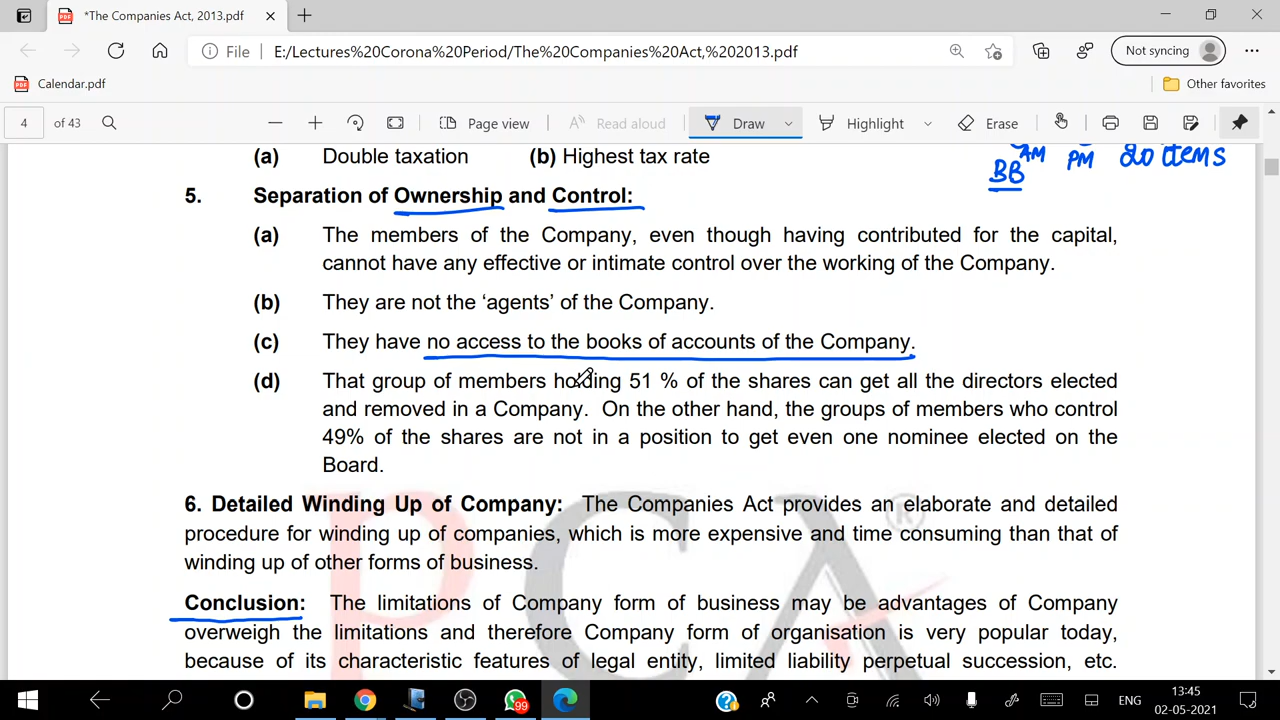 *The Companies Act, 2013.pdf
File E:/Lectures%20Corona%20Period/The%20Companies%20Act,%202013.pdf Not syncing
Calendar.pdf Other favorites
4 of 43 Page view Read aloud Draw Highlight Erase
(a) Double taxation (b) Highest tax rate
BB AM PM 20 items
5. Separation of Ownership and Control:
(a) The members of the Company, even though having contributed for the capital,
cannot have any effective or intimate control over the working of the Company.
(b) They are not the ‘agents’ of the Company.
(c) They have no access to the books of accounts of the Company.
(d) That group of members holding 51 % of the shares can get all the directors elected
and removed in a Company. On the other hand, the groups of members who control
49% of the shares are not in a position to get even one nominee elected on the
Board.
6. Detailed Winding Up of Company: The Companies Act provides an elaborate and detailed
procedure for winding up of companies, which is more expensive and time consuming than that of
winding up of other forms of business.
Conclusion: The limitations of Company form of business may be advantages of Company
overweigh the limitations and therefore Company form of organisation is very popular today,
because of its characteristic features of legal entity, limited liability perpetual succession, etc.
PCA ®
99 ENG 13:45
02-05-2021